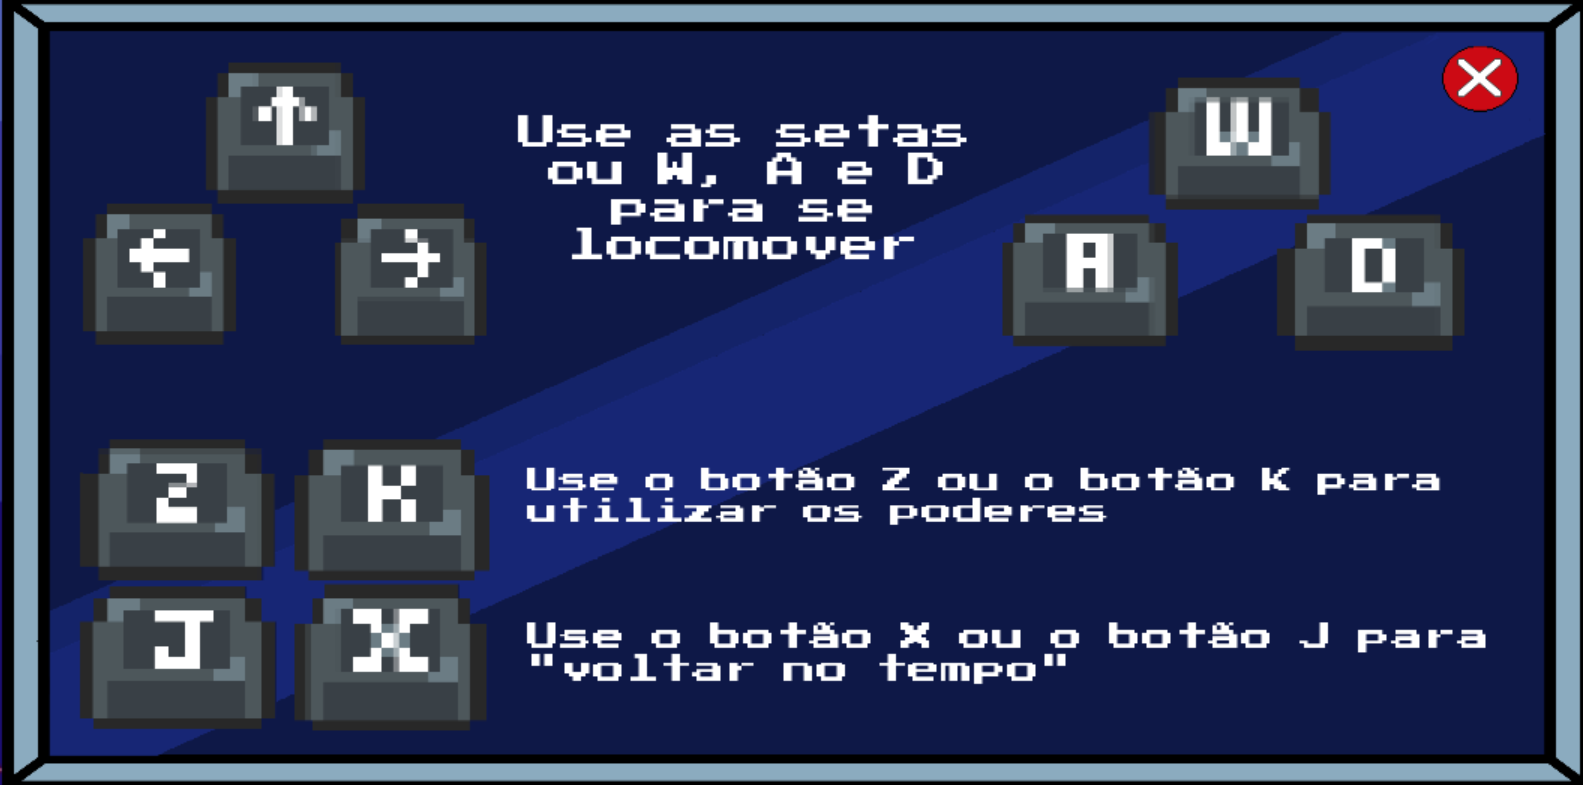 Use as setas
ou W, A e D
para se
locomover
W
A
D
Z
K
Use o botão Z ou o botão K para
utilizar os poderes
J
X
Use o botão X ou o botão J para
"voltar no tempo"